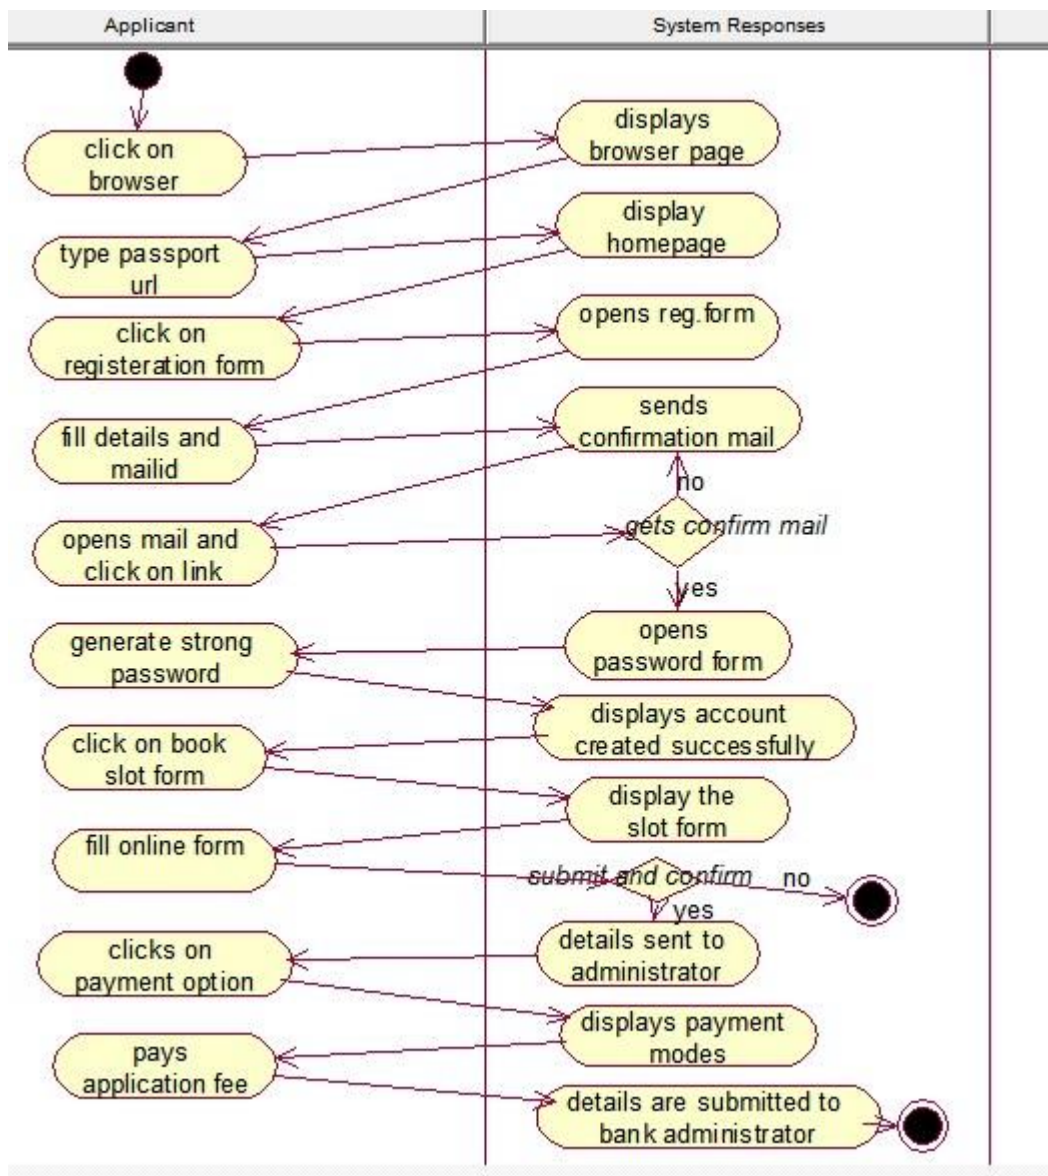 Applicant
System Responses
click on
browser
displays
browser page
type passport
url
display
homepage
click on
registeration form
opens reg.form
fill details and
mailid
sends
confirmation mail
no
gets confirm mail
opens mail and
click on link
yes
opens
password form
generate strong
password
displays account
created successfully
click on book
slot form
display the
slot form
fill online form
submit and confirm
no
yes
details sent to
administrator
clicks on
payment option
displays payment
modes
pays
application fee
details are submitted to
bank administrator